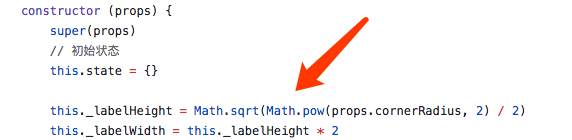 constructor (props) {
super(props)
// 初始状态
this.state = {}
this._labelHeight = Math.sqrt(Math.pow(props.cornerRadius, 2) / 2)
this._labelWidth = this._labelHeight * 2